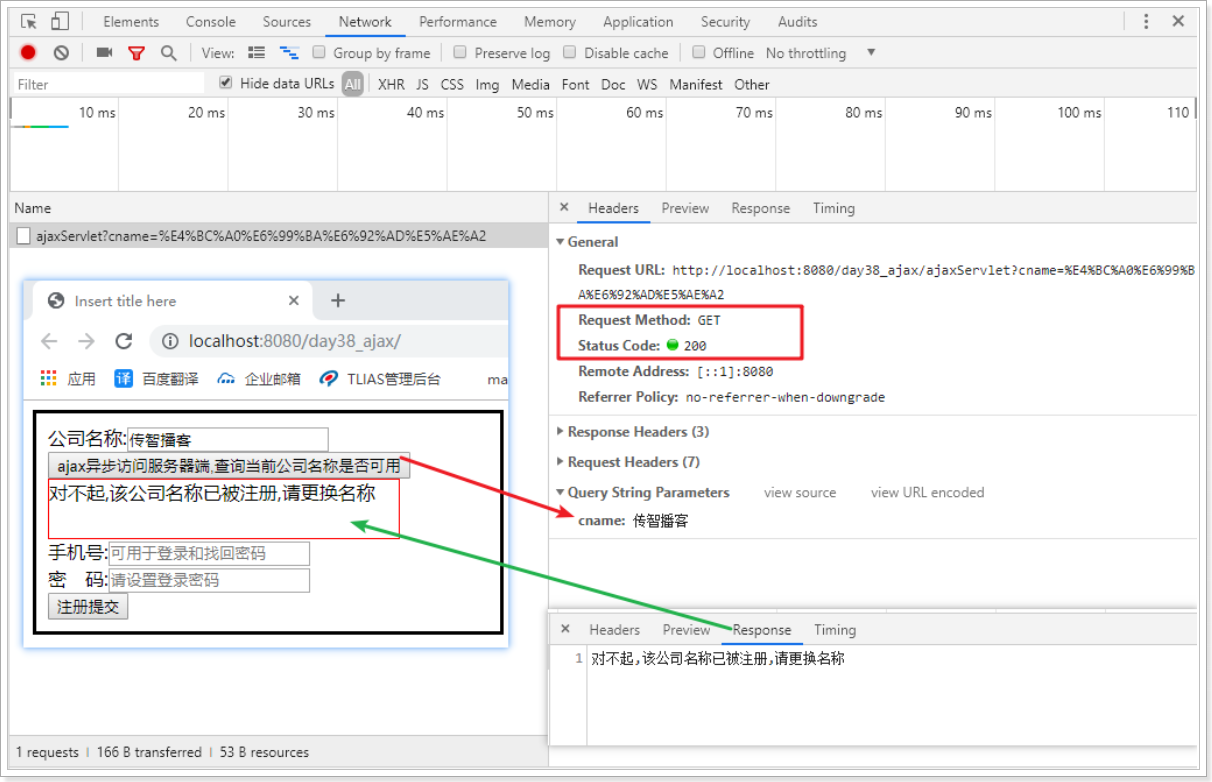 Elements Console Sources Network Performance Memory Application Security Audits
View: Group by frame Preserve log Disable cache Offline No throttling
Filter Hide data URLs All XHR JS CSS Img Media Font Doc WS Manifest Other
10 ms 20 ms 30 ms 40 ms 50 ms 60 ms 70 ms 80 ms 90 ms 100 ms 110
Name
ajaxServlet?cname=%E4%BC%A0%E6%99%BA%E6%92%AD%E5%AE%A2
Insert title here
localhost:8080/day38_ajax/
应用 译 百度翻译 企业邮箱 TLIAS管理后台 ma
公司名称:传智播客
ajax异步访问服务器端,查询当前公司名称是否可用
对不起,该公司名称已被注册,请更换名称
手机号:可用于登录和找回密码
密 码:请设置登录密码
注册提交
1 requests | 166 B transferred | 53 B resources
Headers Preview Response Timing
General
Request URL: http://localhost:8080/day38_ajax/ajaxServlet?cname=%E4%BC%A0%E6%99%B
A%E6%92%AD%E5%AE%A2
Request Method: GET
Status Code: 200
Remote Address: [::1]:8080
Referrer Policy: no-referrer-when-downgrade
Response Headers (3)
Request Headers (7)
Query String Parameters view source view URL encoded
cname: 传智播客
Headers Preview Response Timing
1 对不起,该公司名称已被注册,请更换名称